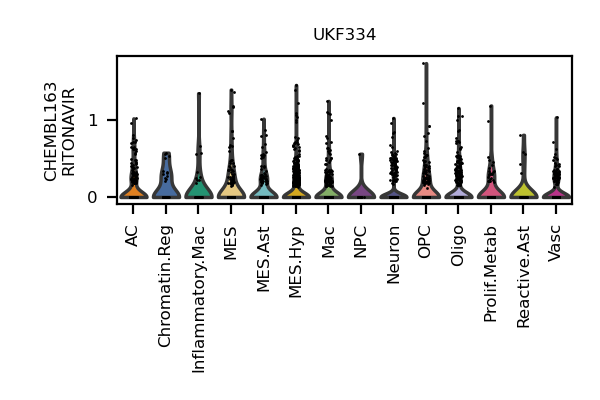 UKF334
CHEMBL163
RITONAVIR
1
0
AC
Chromatin.Reg
Inflammatory.Mac
MES
MES.Ast
MES.Hyp
Mac
NPC
Neuron
OPC
Oligo
Prolif.Metab
Reactive.Ast
Vasc